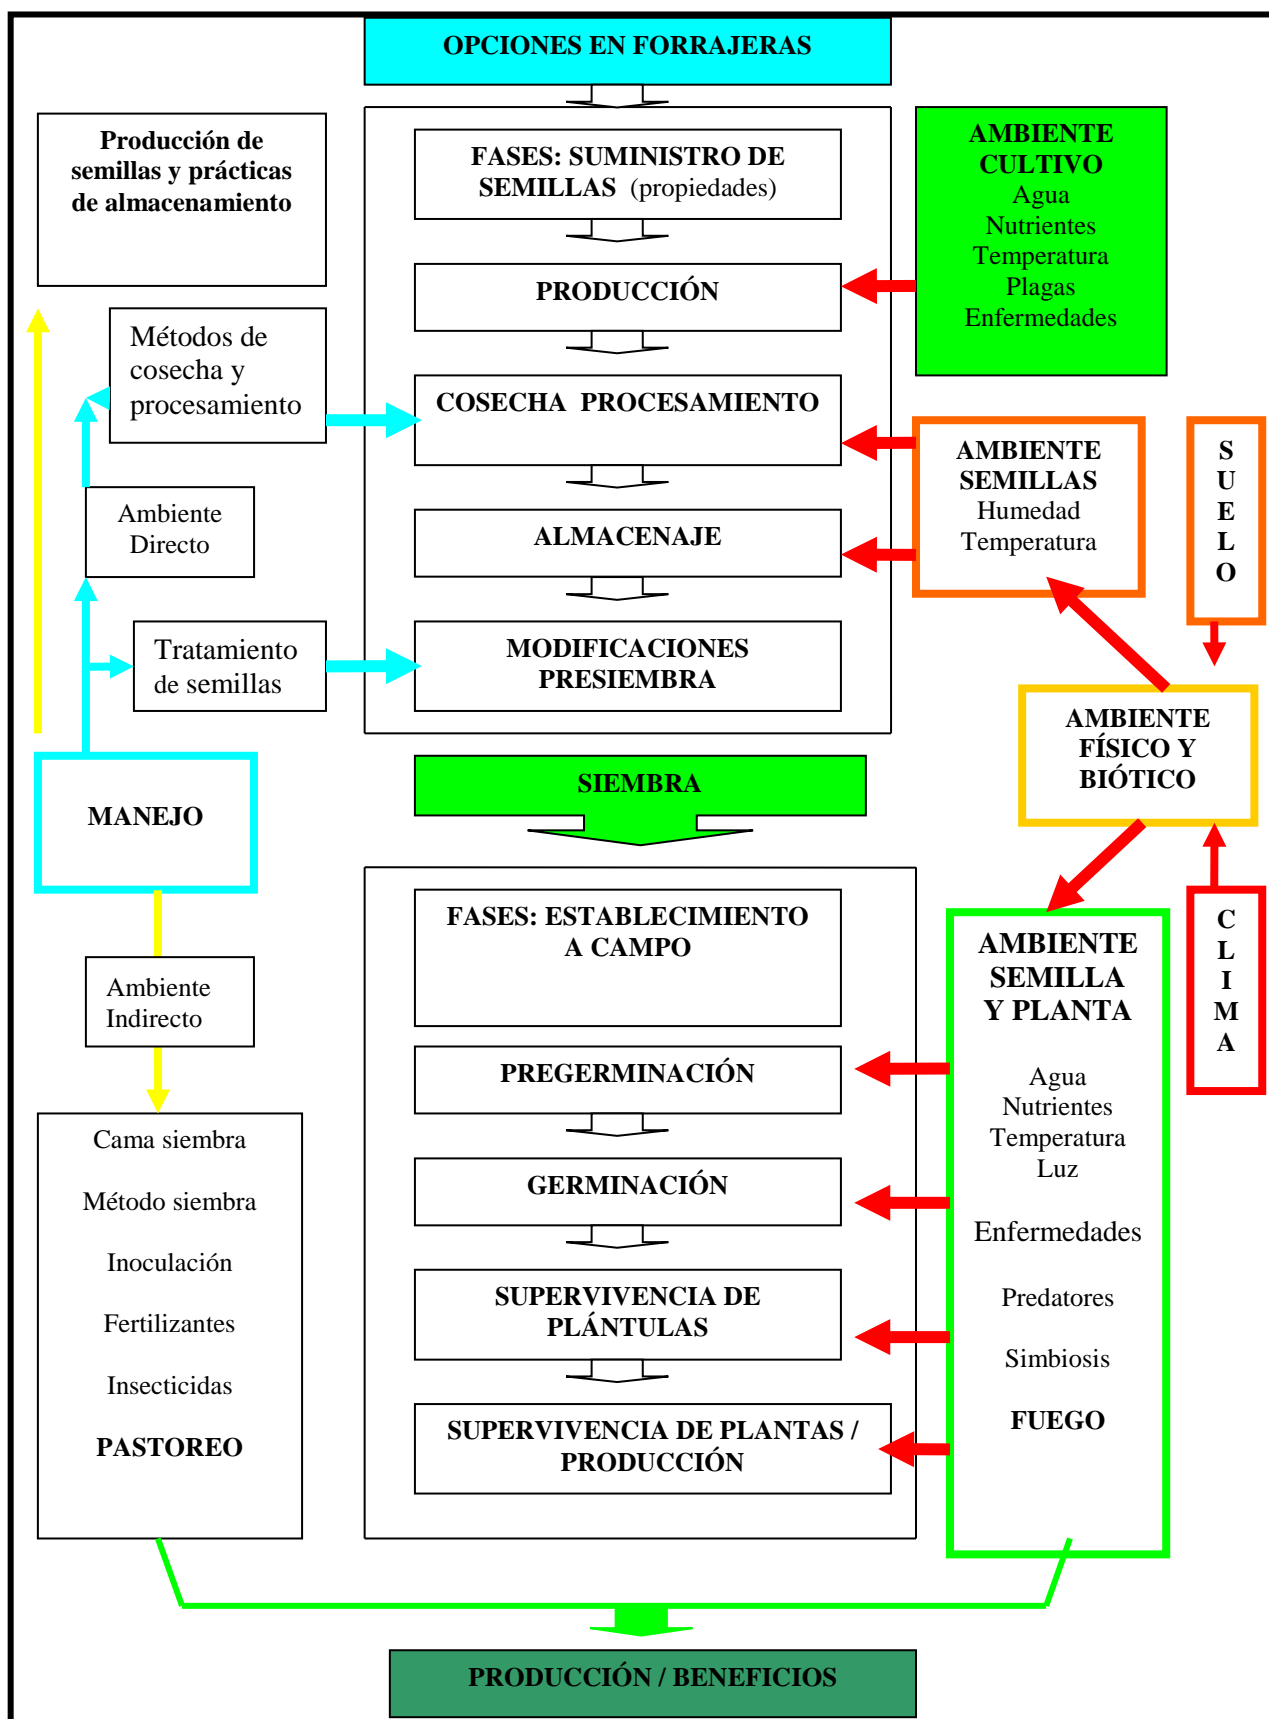 OPCIONES EN FORRAJERAS
Producción de
semillas y prácticas
de almacenamiento
FASES: SUMINISTRO DE
SEMILLAS (propiedades)
AMBIENTE
CULTIVO
Agua
Nutrientes
Temperatura
Plagas
Enfermedades
PRODUCCIÓN
Métodos de
cosecha y
procesamiento
COSECHA PROCESAMIENTO
AMBIENTE
SEMILLAS
Humedad
Temperatura
S
U
E
L
O
Ambiente
Directo
ALMACENAJE
Tratamiento
de semillas
MODIFICACIONES
PRESIEMBRA
AMBIENTE
FÍSICO Y
BIÓTICO
MANEJO
SIEMBRA
FASES: ESTABLECIMIENTO
A CAMPO
AMBIENTE
SEMILLA
Y PLANTA
Agua
Nutrientes
Temperatura
Luz
Enfermedades
Predatores
Simbiosis
FUEGO
C
L
I
M
A
Ambiente
Indirecto
PREGERMINACIÓN
Cama siembra
Método siembra
Inoculación
Fertilizantes
Insecticidas
PASTOREO
GERMINACIÓN
SUPERVIVENCIA DE
PLÁNTULAS
SUPERVIVENCIA DE PLANTAS /
PRODUCCIÓN
PRODUCCIÓN / BENEFICIOS